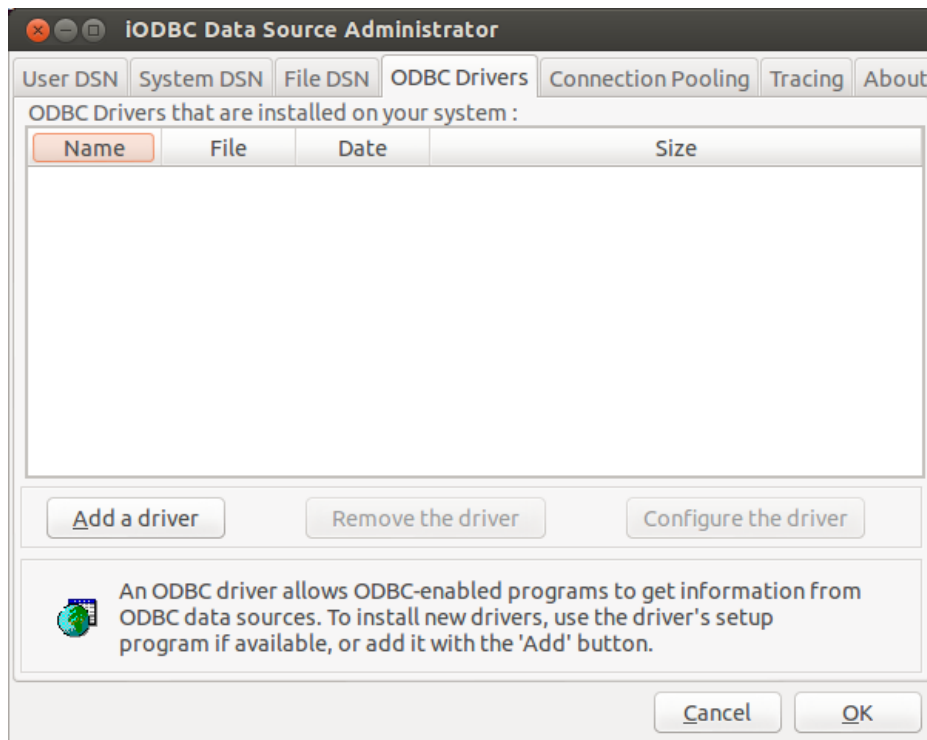 iODBC Data Source Administrator
User DSN System DSN File DSN ODBC Drivers Connection Pooling Tracing About
ODBC Drivers that are installed on your system :
Name File Date Size
Add a driver Remove the driver Configure the driver
An ODBC driver allows ODBC-enabled programs to get information from
ODBC data sources. To install new drivers, use the driver's setup
program if available, or add it with the 'Add' button.
Cancel OK